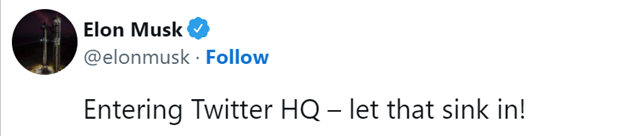 Elon Musk
@elonmusk · Follow
Entering Twitter HQ – let that sink in!